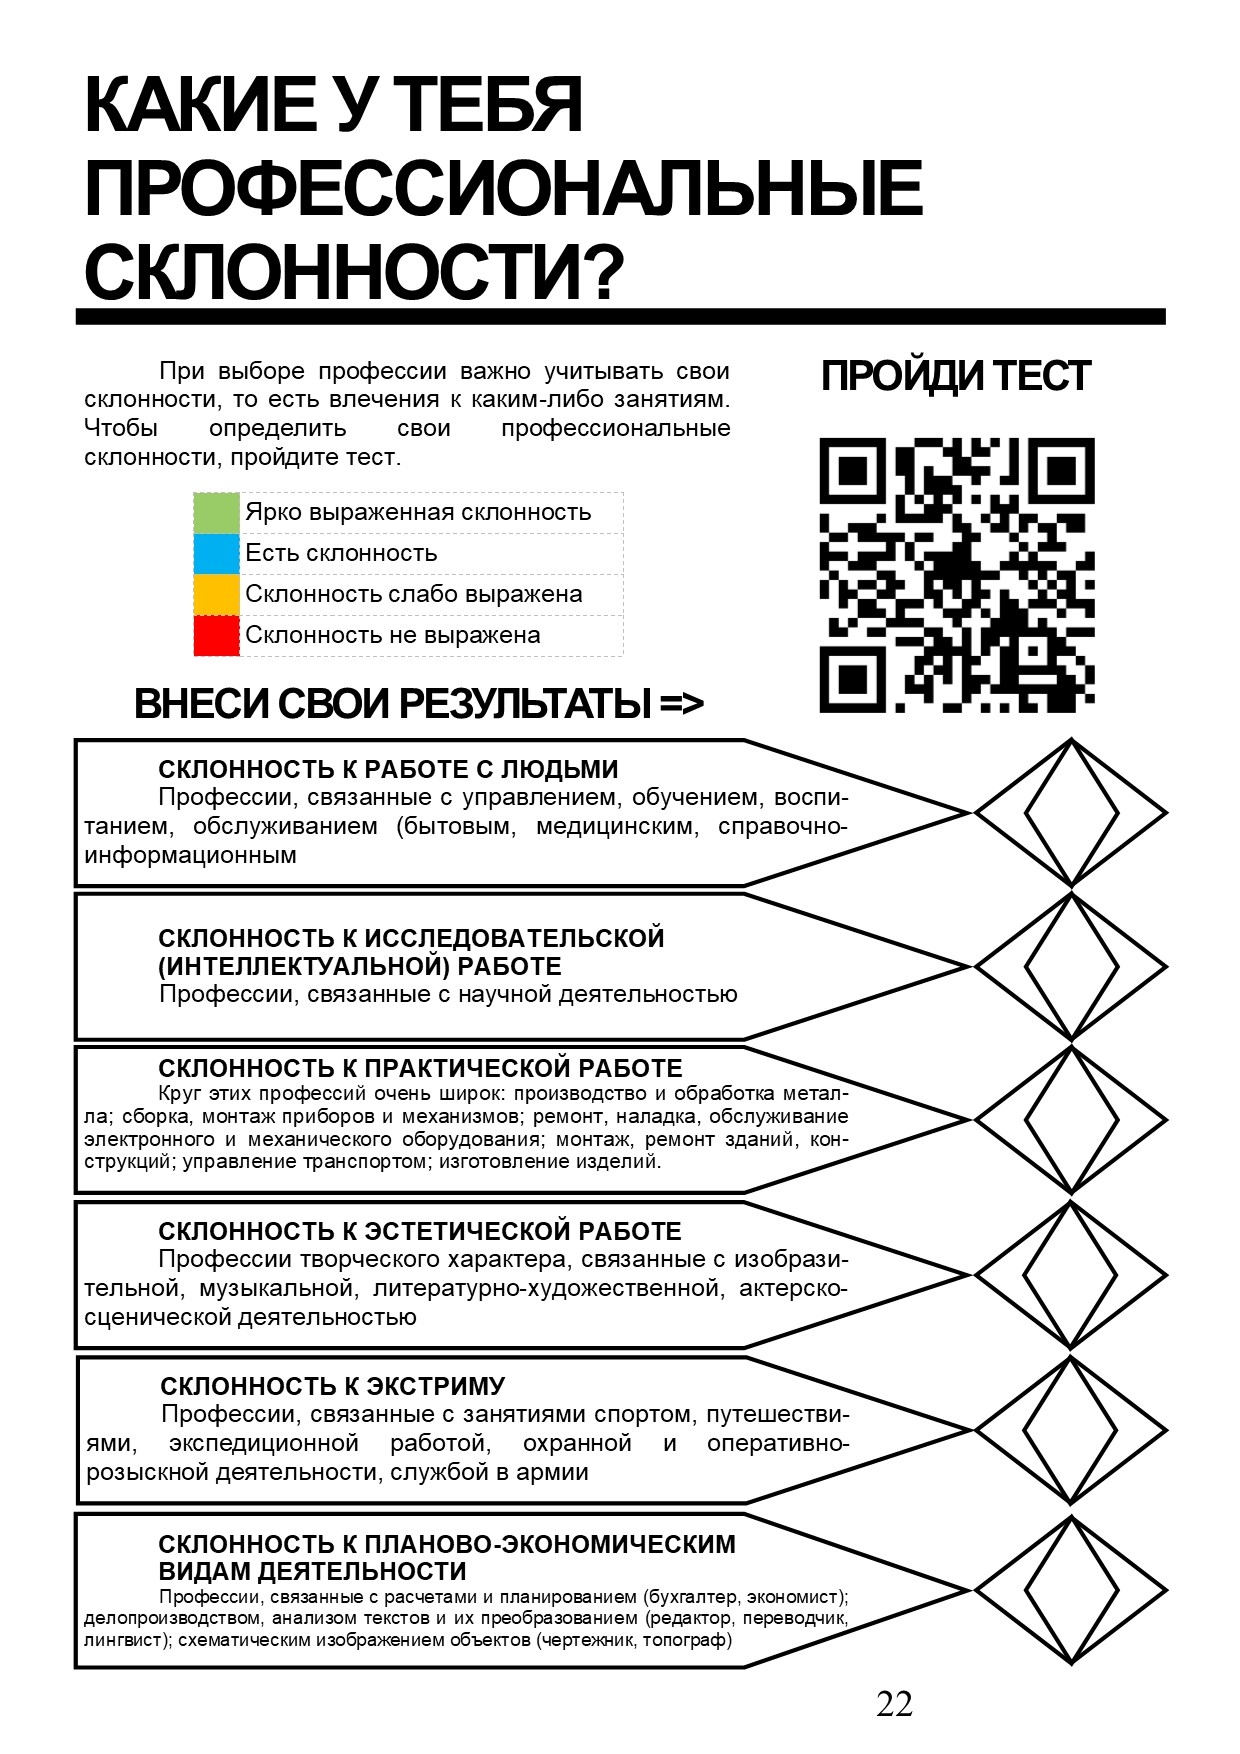 КАКИЕ У ТЕБЯ
ПРОФЕССИОНАЛЬНЫЕ
СКЛОННОСТИ?
При выборе профессии важно учитывать свои
склонности, то есть влечения к каким-либо занятиям.
Чтобы определить свои профессиональные
склонности, пройдите тест.
ПРОЙДИ ТЕСТ
Ярко выраженная склонность
Есть склонность
Склонность слабо выражена
Склонность не выражена
ВНЕСИ СВОИ РЕЗУЛЬТАТЫ =>
СКЛОННОСТЬ К РАБОТЕ С ЛЮДЬМИ
Профессии, связанные с управлением, обучением, воспи-
танием, обслуживанием (бытовым, медицинским, справочно-
информационным
СКЛОННОСТЬ К ИССЛЕДОВАТЕЛЬСКОЙ
(ИНТЕЛЛЕКТУАЛЬНОЙ) РАБОТЕ
Профессии, связанные с научной деятельностью
СКЛОННОСТЬ К ПРАКТИЧЕСКОЙ РАБОТЕ
Круг этих профессий очень широк: производство и обработка метал-
ла; сборка, монтаж приборов и механизмов; ремонт, наладка, обслуживание
электронного и механического оборудования; монтаж, ремонт зданий, кон-
струкций; управление транспортом; изготовление изделий.
СКЛОННОСТЬ К ЭСТЕТИЧЕСКОЙ РАБОТЕ
Профессии творческого характера, связанные с изобрази-
тельной, музыкальной, литературно-художественной, актерско-
сценической деятельностью
СКЛОННОСТЬ К ЭКСТРИМУ
Профессии, связанные с занятиями спортом, путешестви-
ями, экспедиционной работой, охранной и оперативно-
розыскной деятельности, службой в армии
СКЛОННОСТЬ К ПЛАНОВО-ЭКОНОМИЧЕСКИМ
ВИДАМ ДЕЯТЕЛЬНОСТИ
Профессии, связанные с расчетами и планированием (бухгалтер, экономист);
делопроизводством, анализом текстов и их преобразованием (редактор, переводчик,
лингвист); схематическим изображением объектов (чертежник, топограф)
22